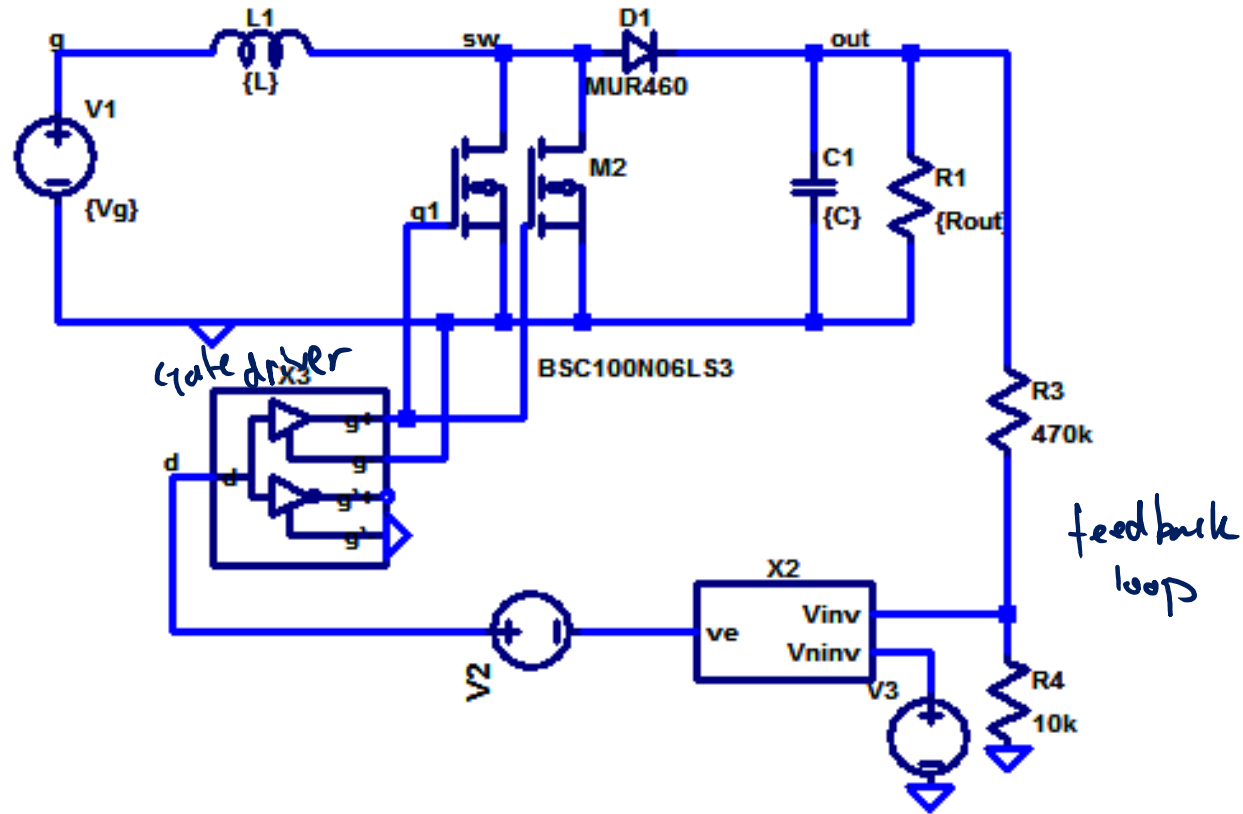 L1
g
sw
D1
out
{L}
MUR460
V1
{Vg}
M2
C1
{C}
R1
{Rout
g1
Gate driver
X3
BSC100N06LS3
R3
470k
d
d
g+
g-
g'+
g'-
feedback
loop
X2
ve
Vinv
Vninv
V2
V3
R4
10k